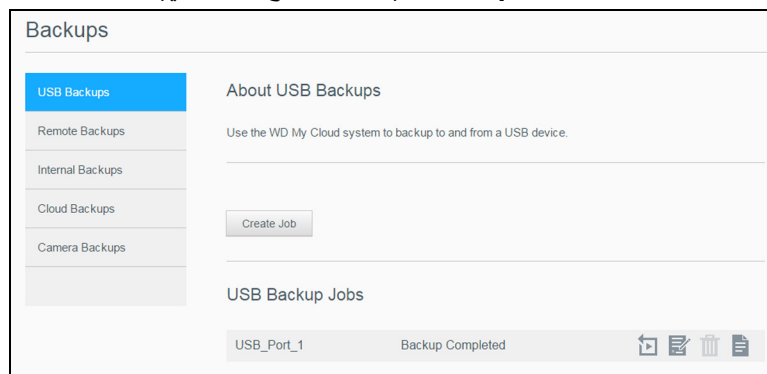 Backups
USB Backups
Remote Backups
Internal Backups
Cloud Backups
Camera Backups
About USB Backups
Use the WD My Cloud system to backup to and from a USB device.
Create Job
USB Backup Jobs
USB_Port_1 Backup Completed